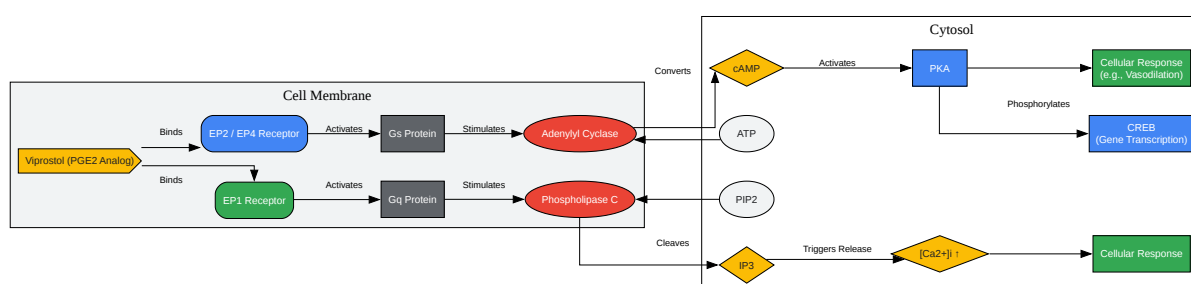 Cytosol
Cell Membrane
Converts
cAMP
Activates
PKA
Cellular Response
(e.g., Vasodilation)
Phosphorylates
Binds
EP2 / EP4 Receptor
Activates
Gs Protein
Stimulates
Adenylyl Cyclase
ATP
CREB
(Gene Transcription)
Viprostol (PGE2 Analog)
Binds
EP1 Receptor
Activates
Gq Protein
Stimulates
Phospholipase C
PIP2
Cleaves
IP3
Triggers Release
[Ca2+]i ↑
Cellular Response